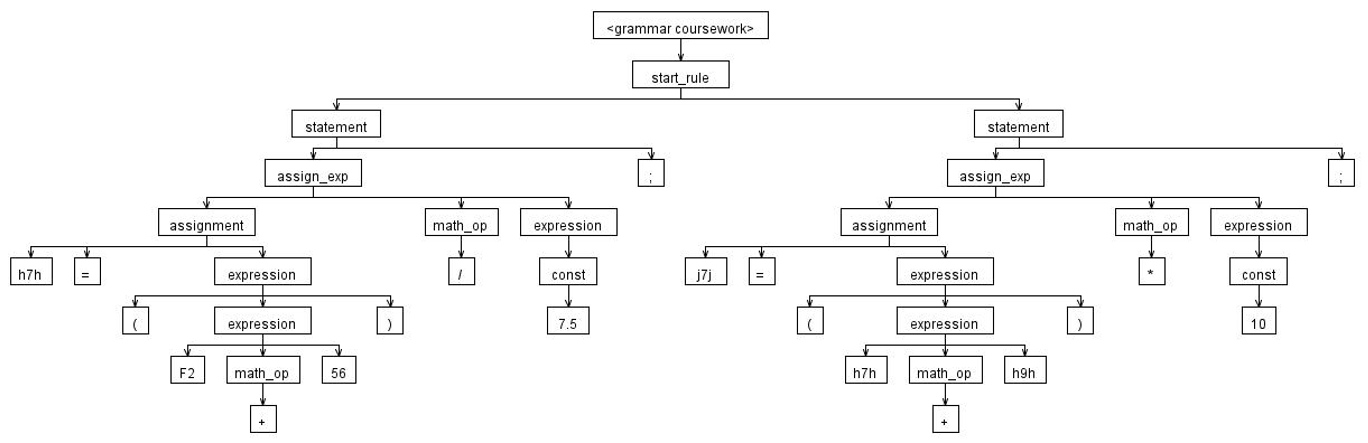 <grammar coursework>
start_rule
statement statement
assign_exp ; assign_exp ;
assignment math_op expression assignment math_op expression
h7h = expression / const j7j = expression * const
( expression ) 7.5 ( expression ) 10
F2 math_op 56 h7h math_op h9h
+ +